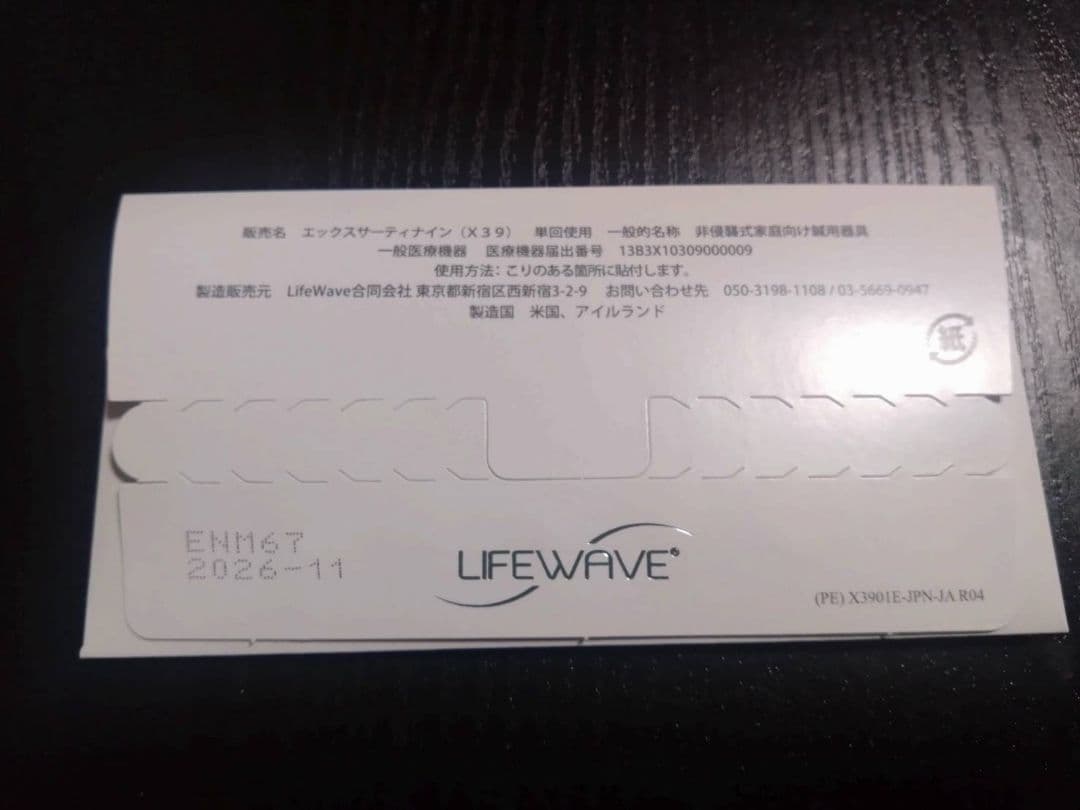 販売名 エックスサーティナイン（X39） 単回使用 一般的名称 非侵襲式家庭向け鍼用器具
一般医療機器 医療機器届出番号 13B3X10309000009
使用方法：こりのある箇所に貼付します。
製造販売元 LifeWave合同会社 東京都新宿区西新宿3-2-9 お問い合わせ先 050-3198-1108 / 03-5669-0947
製造国 米国、アイルランド
紙
ENM67
2026-11
LIFEWAVE®
(PE) X3901E-JPN-JA R04